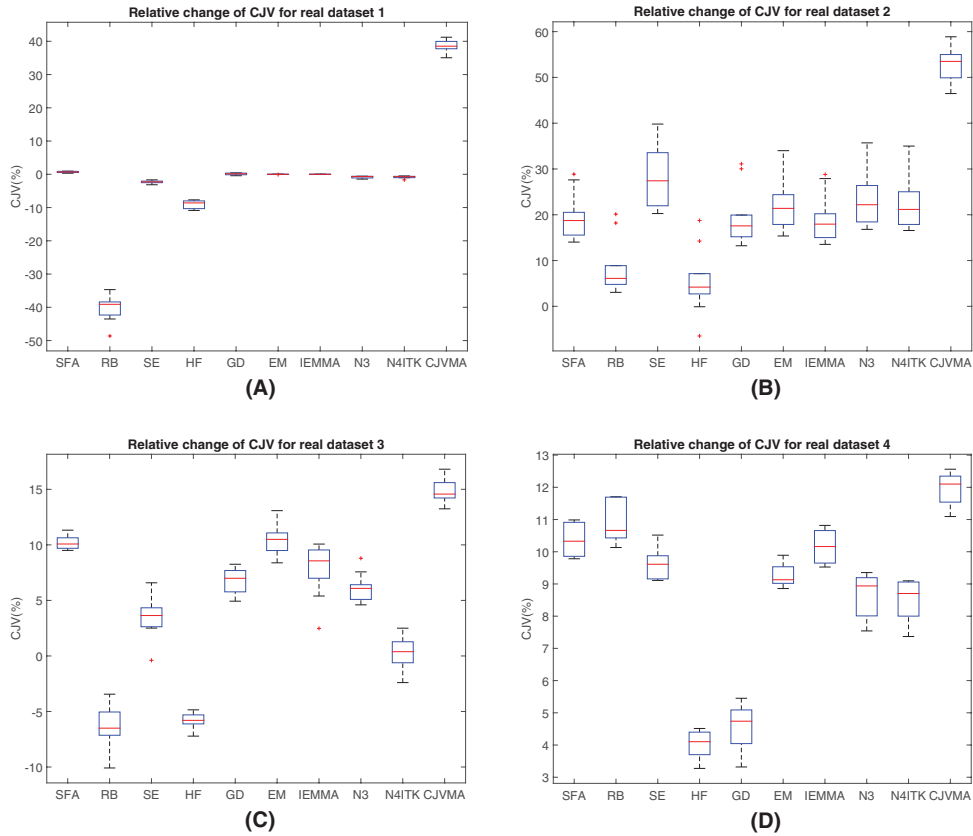 Relative change of CJV for real dataset 1
CJV(%)
40
30
20
10
0
-10
-20
-30
-40
-50
SFA RB SE HF GD EM IEMMA N3 N4ITK CJVMA
(A)
Relative change of CJV for real dataset 2
CJV(%)
60
50
40
30
20
10
0
SFA RB SE HF GD EM IEMMA N3 N4ITK CJVMA
(B)
Relative change of CJV for real dataset 3
CJV(%)
15
10
5
0
-5
-10
SFA RB SE HF GD EM IEMMA N3 N4ITK CJVMA
(C)
Relative change of CJV for real dataset 4
CJV(%)
13
12
11
10
9
8
7
6
5
4
3
SFA RB SE HF GD EM IEMMA N3 N4ITK CJVMA
(D)